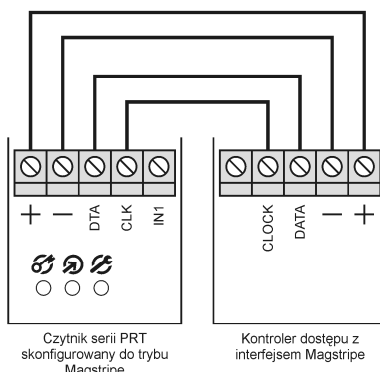 + − DTA CLK IN1
CLOCK DATA − +
Czytnik serii PRT
skonfigurowany do trybu
Magstripe
Kontroler dostępu z
interfejsem Magstripe